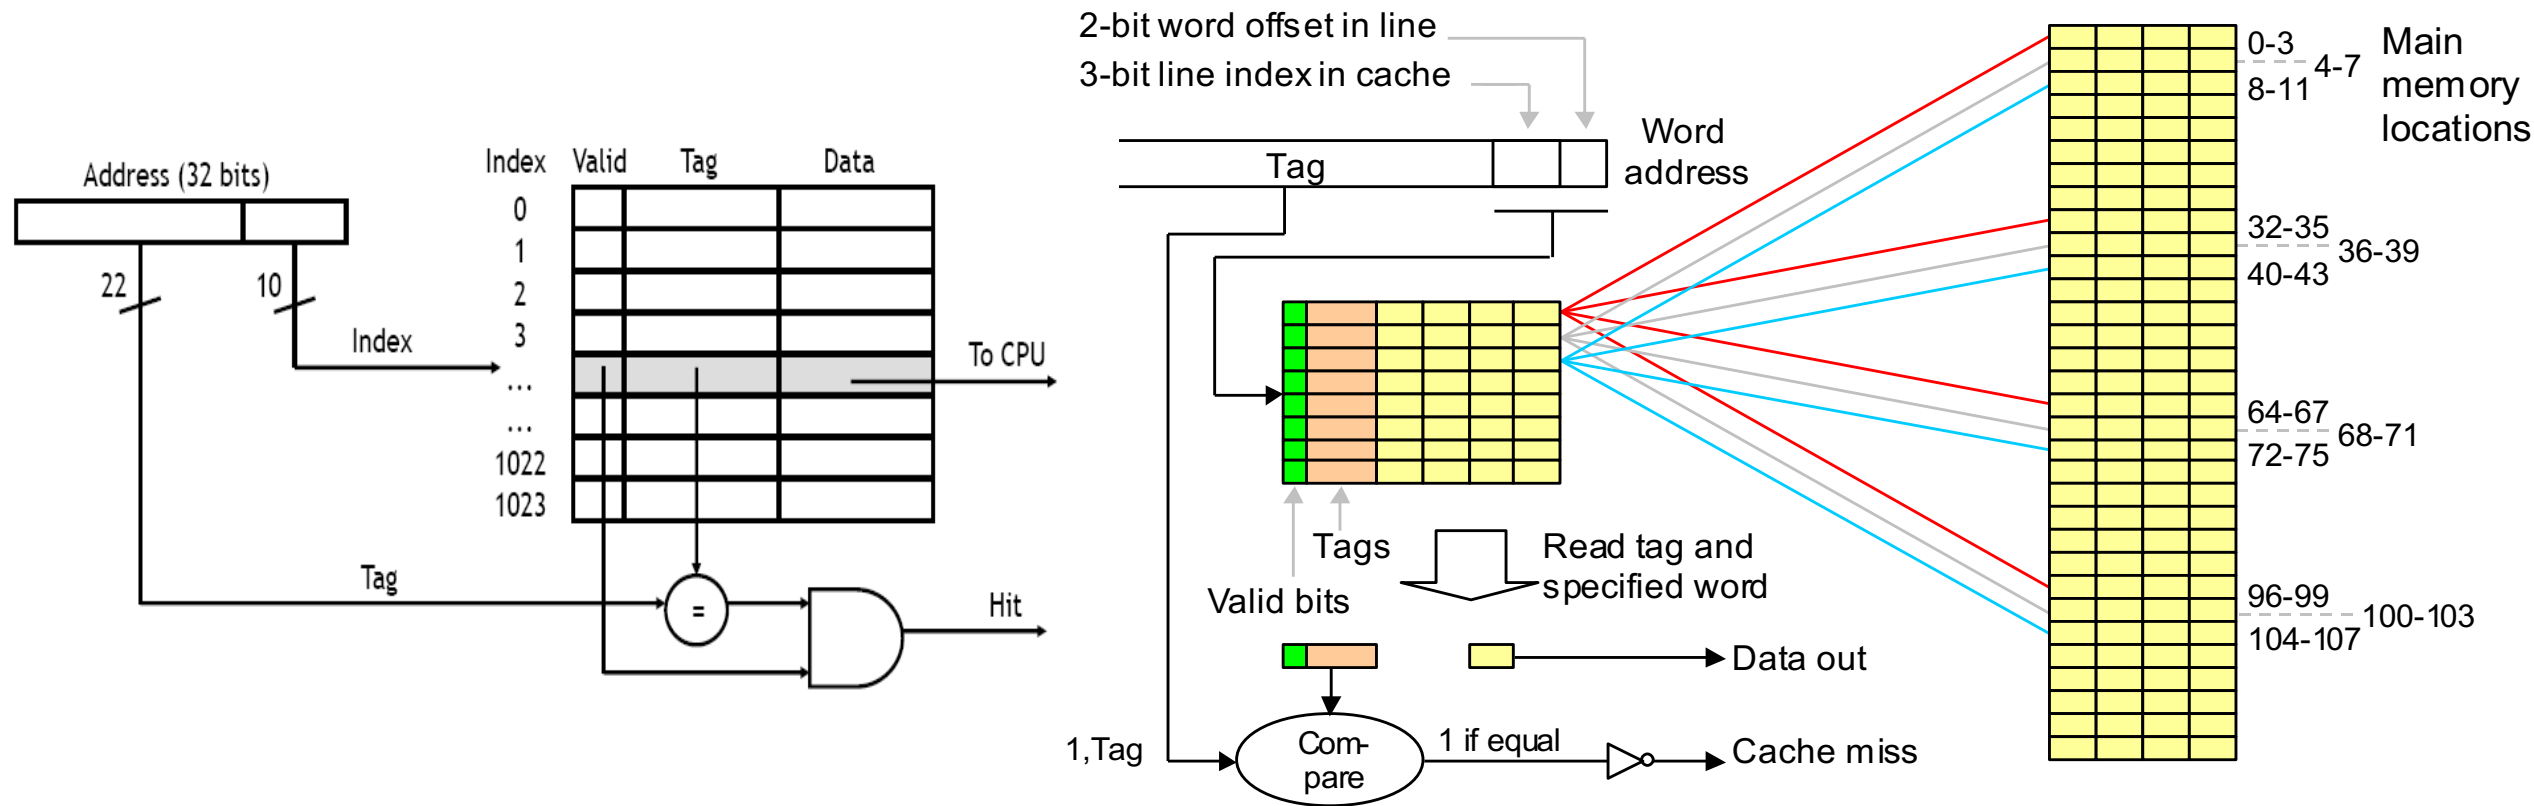 Address (32 bits)
22
10
Index
Tag
Index Valid Tag Data
0
1
2
3
...
...
1022
1023
To CPU
=
Hit
2-bit word offset in line
3-bit line index in cache
Tag
Word
address
Tags
Valid bits
Read tag and
specified word
Data out
1,Tag
Com-
pare
1 if equal
Cache miss
0-3
4-7
8-11
32-35
36-39
40-43
64-67
68-71
72-75
96-99
100-103
104-107
Main
memory
locations